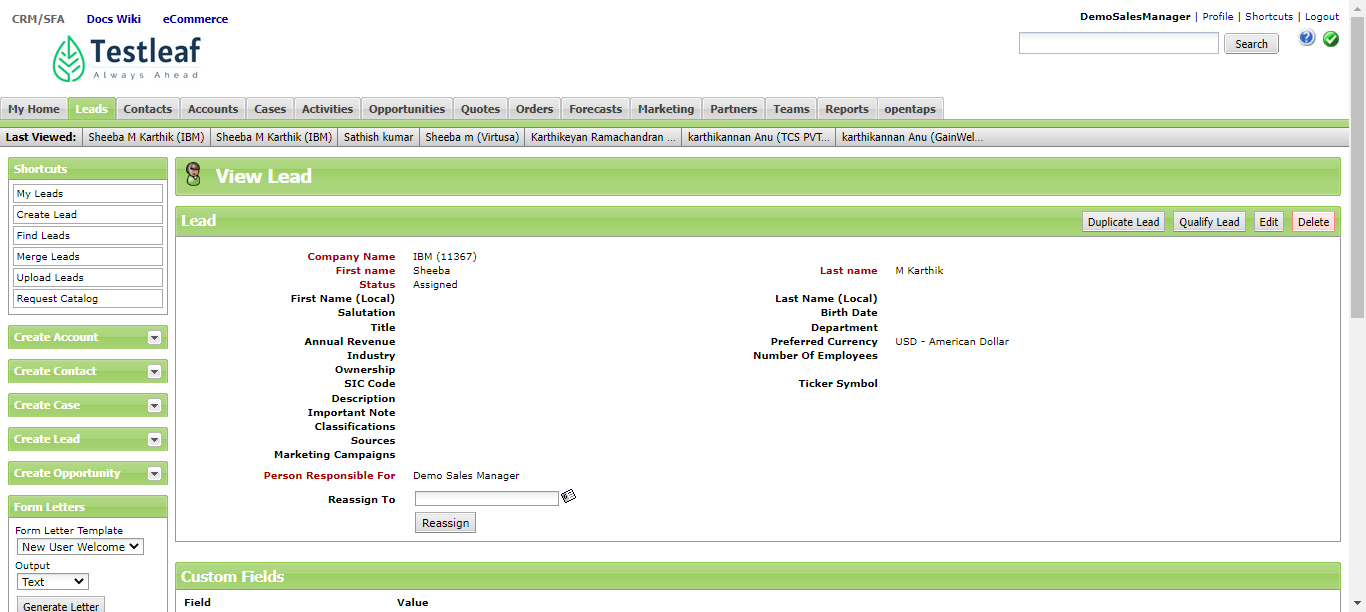 CRM/SFA Docs Wiki eCommerce
DemoSalesManager | Profile | Shortcuts | Logout
Testleaf
Always Ahead
Search
My Home Leads Contacts Accounts Cases Activities Opportunities Quotes Orders Forecasts Marketing Partners Teams Reports opentaps
Last Viewed: Sheeba M Karthik (IBM) Sheeba M Karthik (IBM) Sathish kumar Sheeba m (Virtusa) Karthikeyan Ramachandran ... karthikannan Anu (TCS PVT... karthikannan Anu (GainWel...
Shortcuts
My Leads
Create Lead
Find Leads
Merge Leads
Upload Leads
Request Catalog
Create Account
Create Contact
Create Case
Create Lead
Create Opportunity
Form Letters
Form Letter Template
New User Welcome
Output
Text
Generate Letter
View Lead
Lead Duplicate Lead Qualify Lead Edit Delete
Company Name IBM (11367)
First name Sheeba Last name M Karthik
Status Assigned
First Name (Local) Last Name (Local)
Salutation Birth Date
Title Department
Annual Revenue Preferred Currency USD - American Dollar
Industry Number Of Employees
Ownership
SIC Code Ticker Symbol
Description
Important Note
Classifications
Sources
Marketing Campaigns
Person Responsible For Demo Sales Manager
Reassign To
Reassign
Custom Fields
Field Value